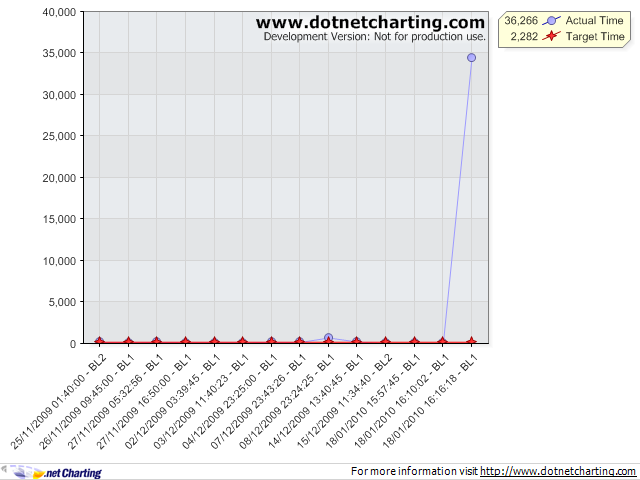 www.dotnetcharting.com
Development Version: Not for production use.
36,266 Actual Time
2,282 Target Time
40,000
35,000
30,000
25,000
20,000
15,000
10,000
5,000
0
25/11/2009 01:40:00 - BL2
26/11/2009 09:45:00 - BL1
27/11/2009 05:32:56 - BL1
27/11/2009 16:50:00 - BL1
02/12/2009 03:39:45 - BL1
03/12/2009 11:40:23 - BL1
04/12/2009 23:25:00 - BL1
07/12/2009 23:43:26 - BL1
08/12/2009 23:24:25 - BL1
14/12/2009 13:40:45 - BL1
15/12/2009 11:34:40 - BL2
18/01/2010 15:57:45 - BL1
18/01/2010 16:10:02 - BL1
18/01/2010 16:16:18 - BL1
.net Charting
For more information visit http://www.dotnetcharting.com